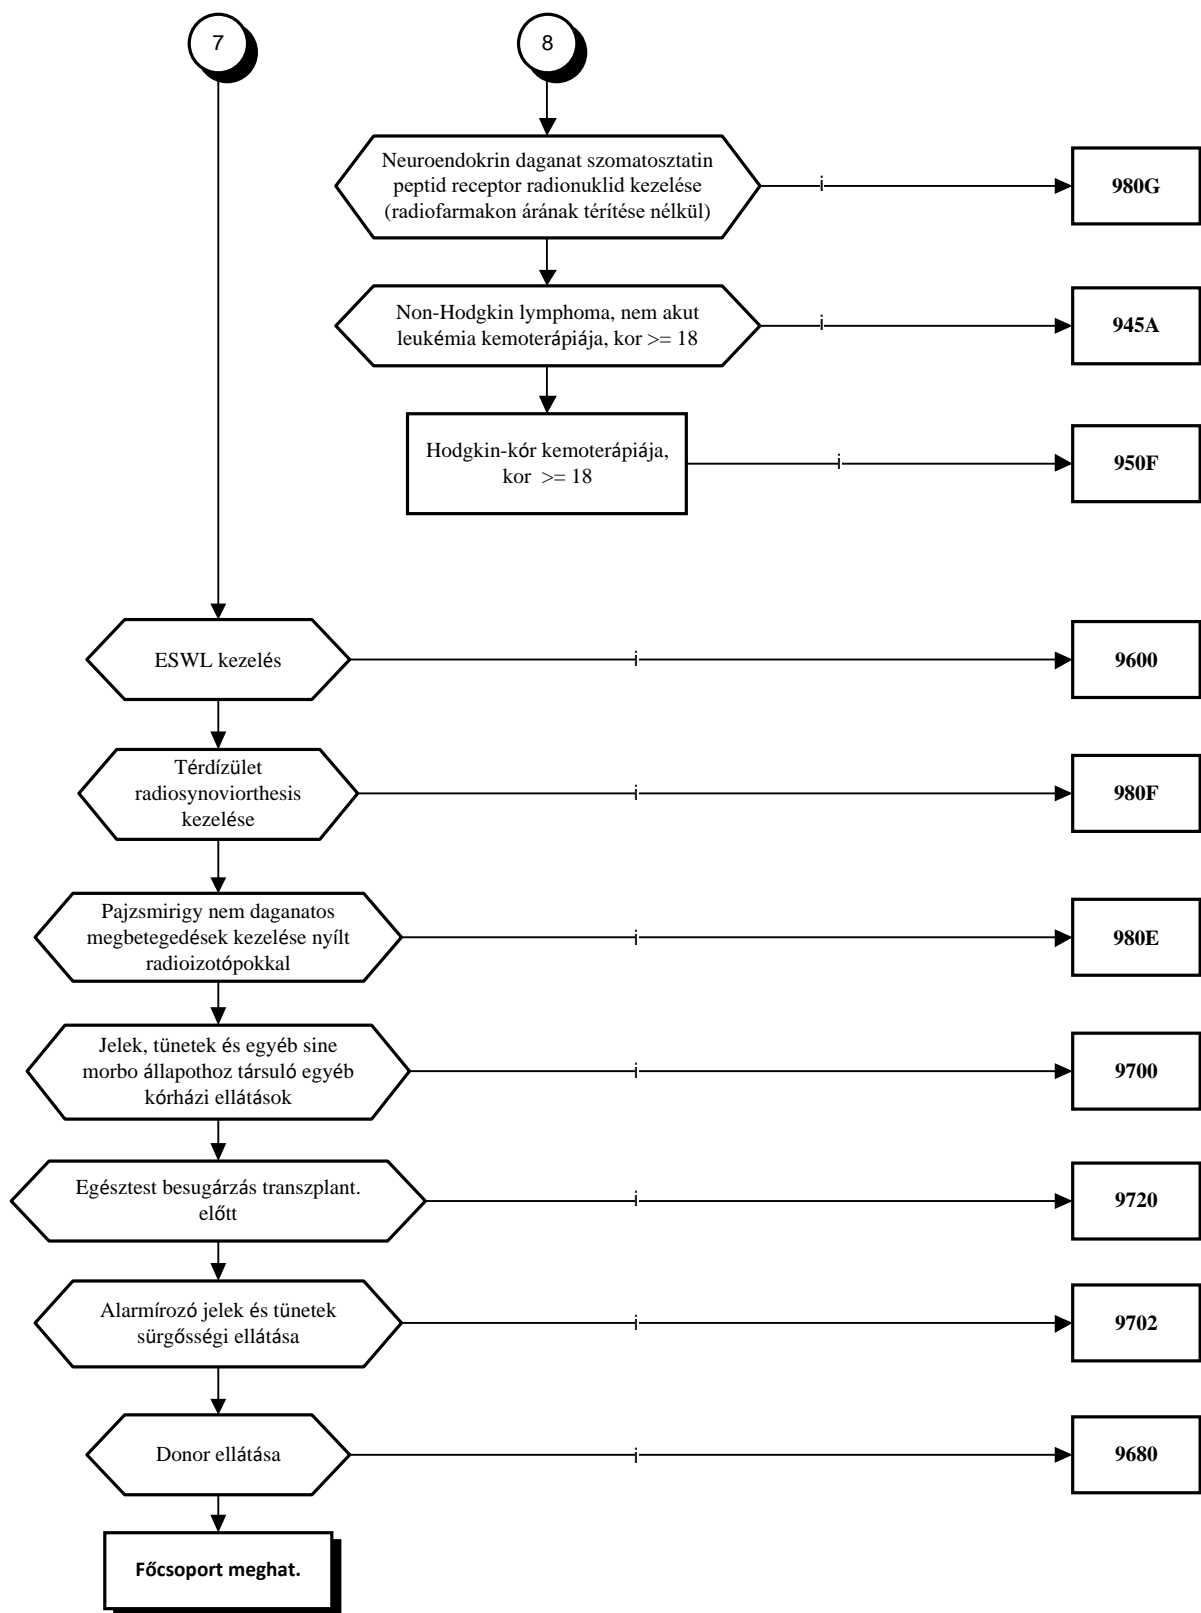 7
8
Neuroendokrin daganat szomatosztatin
peptid receptor radionuklid kezelése
(radiofarmakon árának térítése nélkül)
i
980G
Non-Hodgkin lymphoma, nem akut
leukémia kemoterápiája, kor >= 18
i
945A
Hodgkin-kór kemoterápiája,
kor >= 18
i
950F
ESWL kezelés
i
9600
Térdízület
radiosynoviorthesis
kezelése
i
980F
Pajzsmirigy nem daganatos
megbetegedések kezelése nyílt
radioizotópokkal
i
980E
Jelek, tünetek és egyéb sine
morbo állapothoz társuló egyéb
kórházi ellátások
i
9700
Egésztest besugárzás transzplant.
előtt
i
9720
Alarmírozó jelek és tünetek
sürgősségi ellátása
i
9702
Donor ellátása
i
9680
Főcsoport meghat.